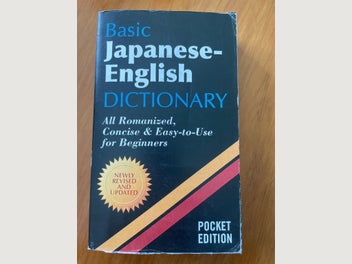 Basic
Japanese-
English
DICTIONARY
All Romanized,
Concise & Easy-to-Use
for Beginners
NEWLY
REVISED AND
UPDATED
POCKET
EDITION